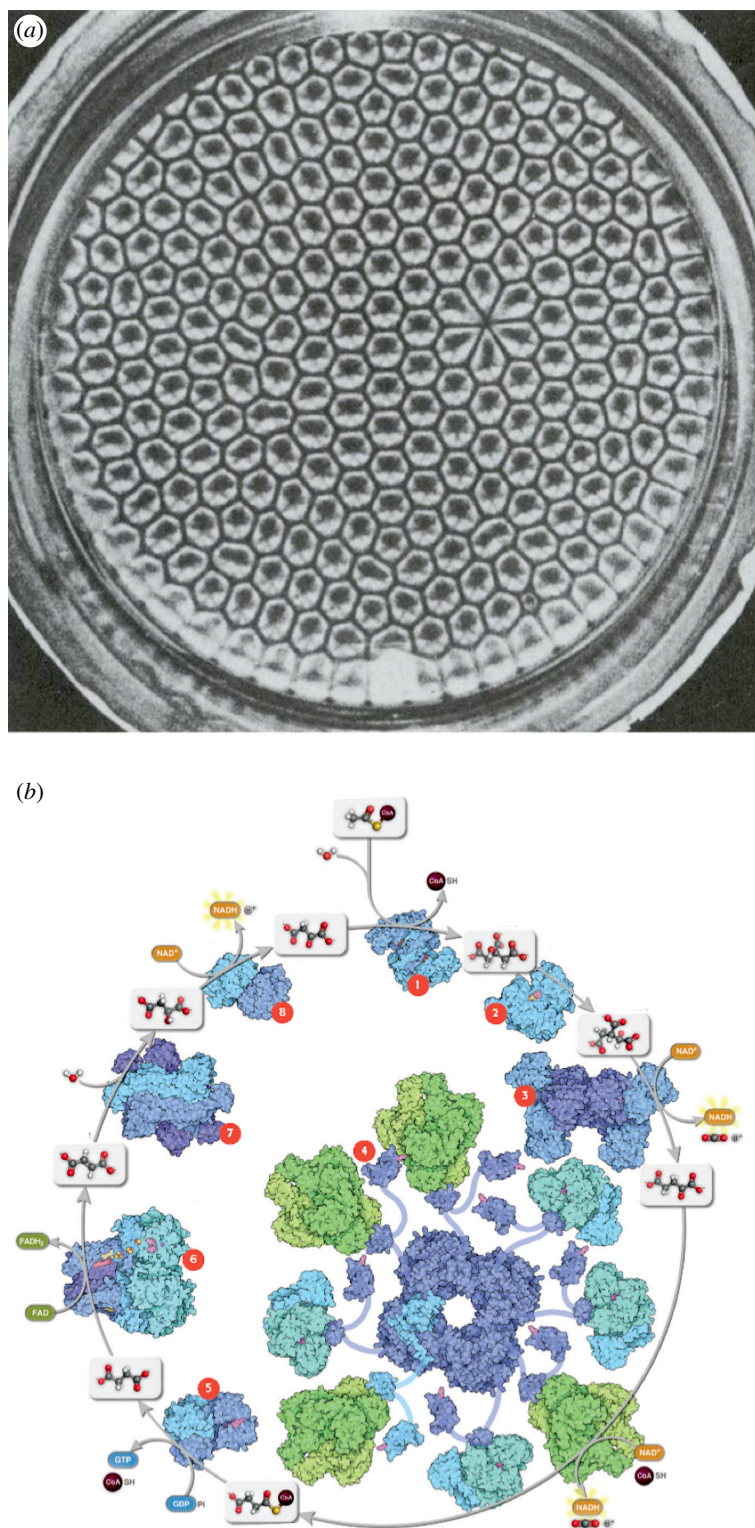 (a)
(b)
CoA
CoA SH
NADH H⁺
NAD⁺
1
8
2
NAD⁺
3
NADH
H⁺
7
4
FADH₂
6
FAD
5
GTP
CoA SH
GDP Pi
CoA
NAD⁺
CoA SH
NADH
H⁺